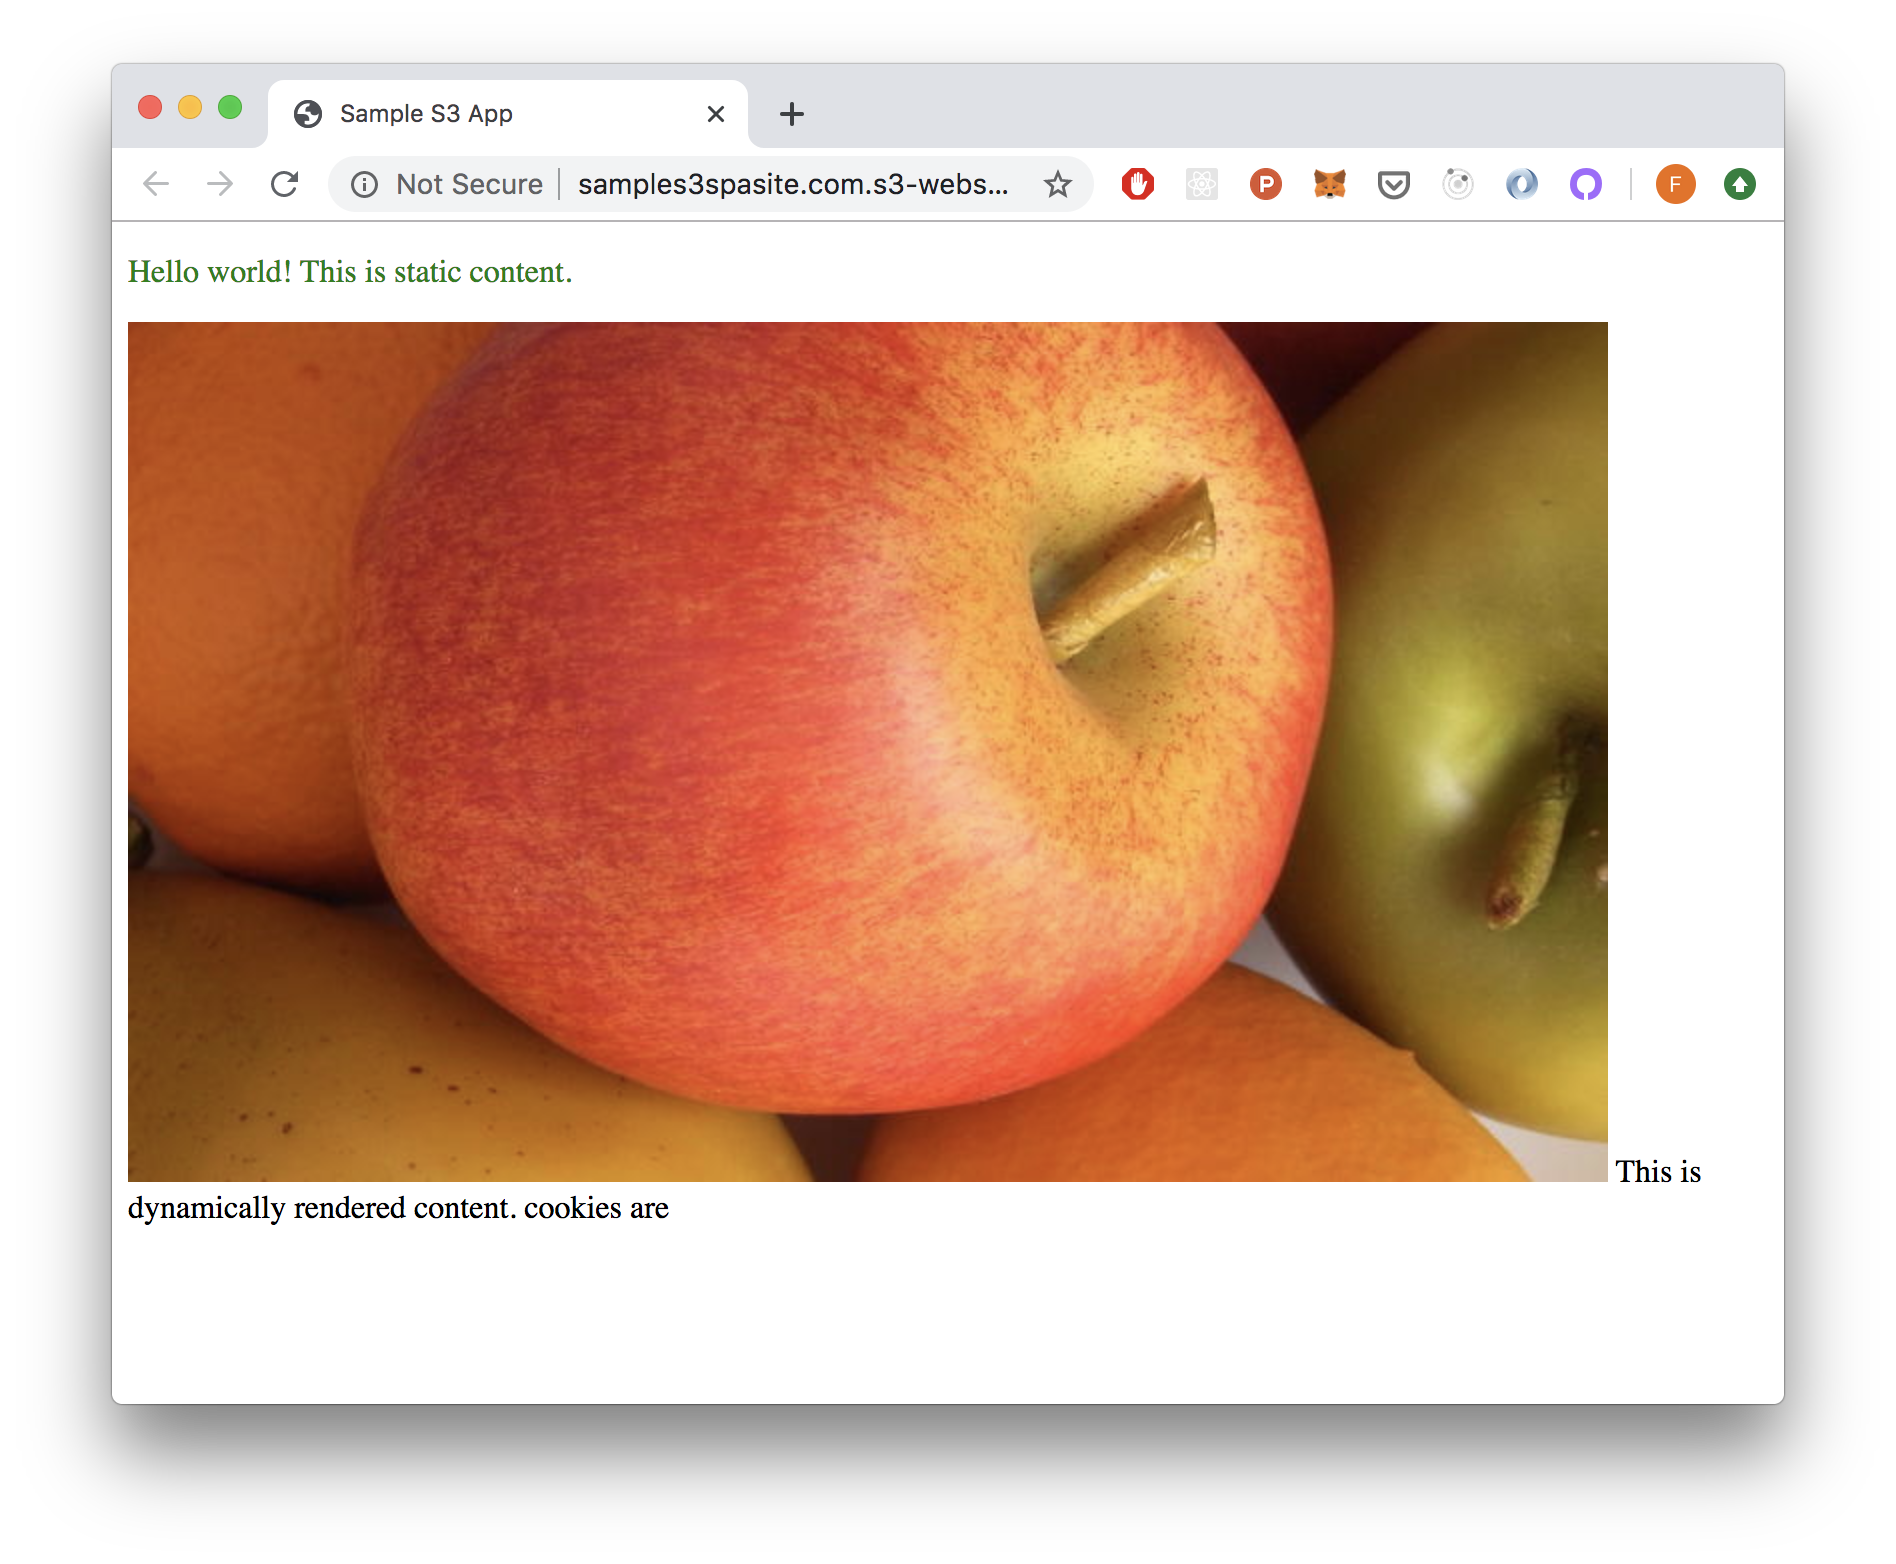 Sample S3 App
Not Secure samples3spasite.com.s3-webs...
P
F
Hello world! This is static content.
This is
dynamically rendered content. cookies are